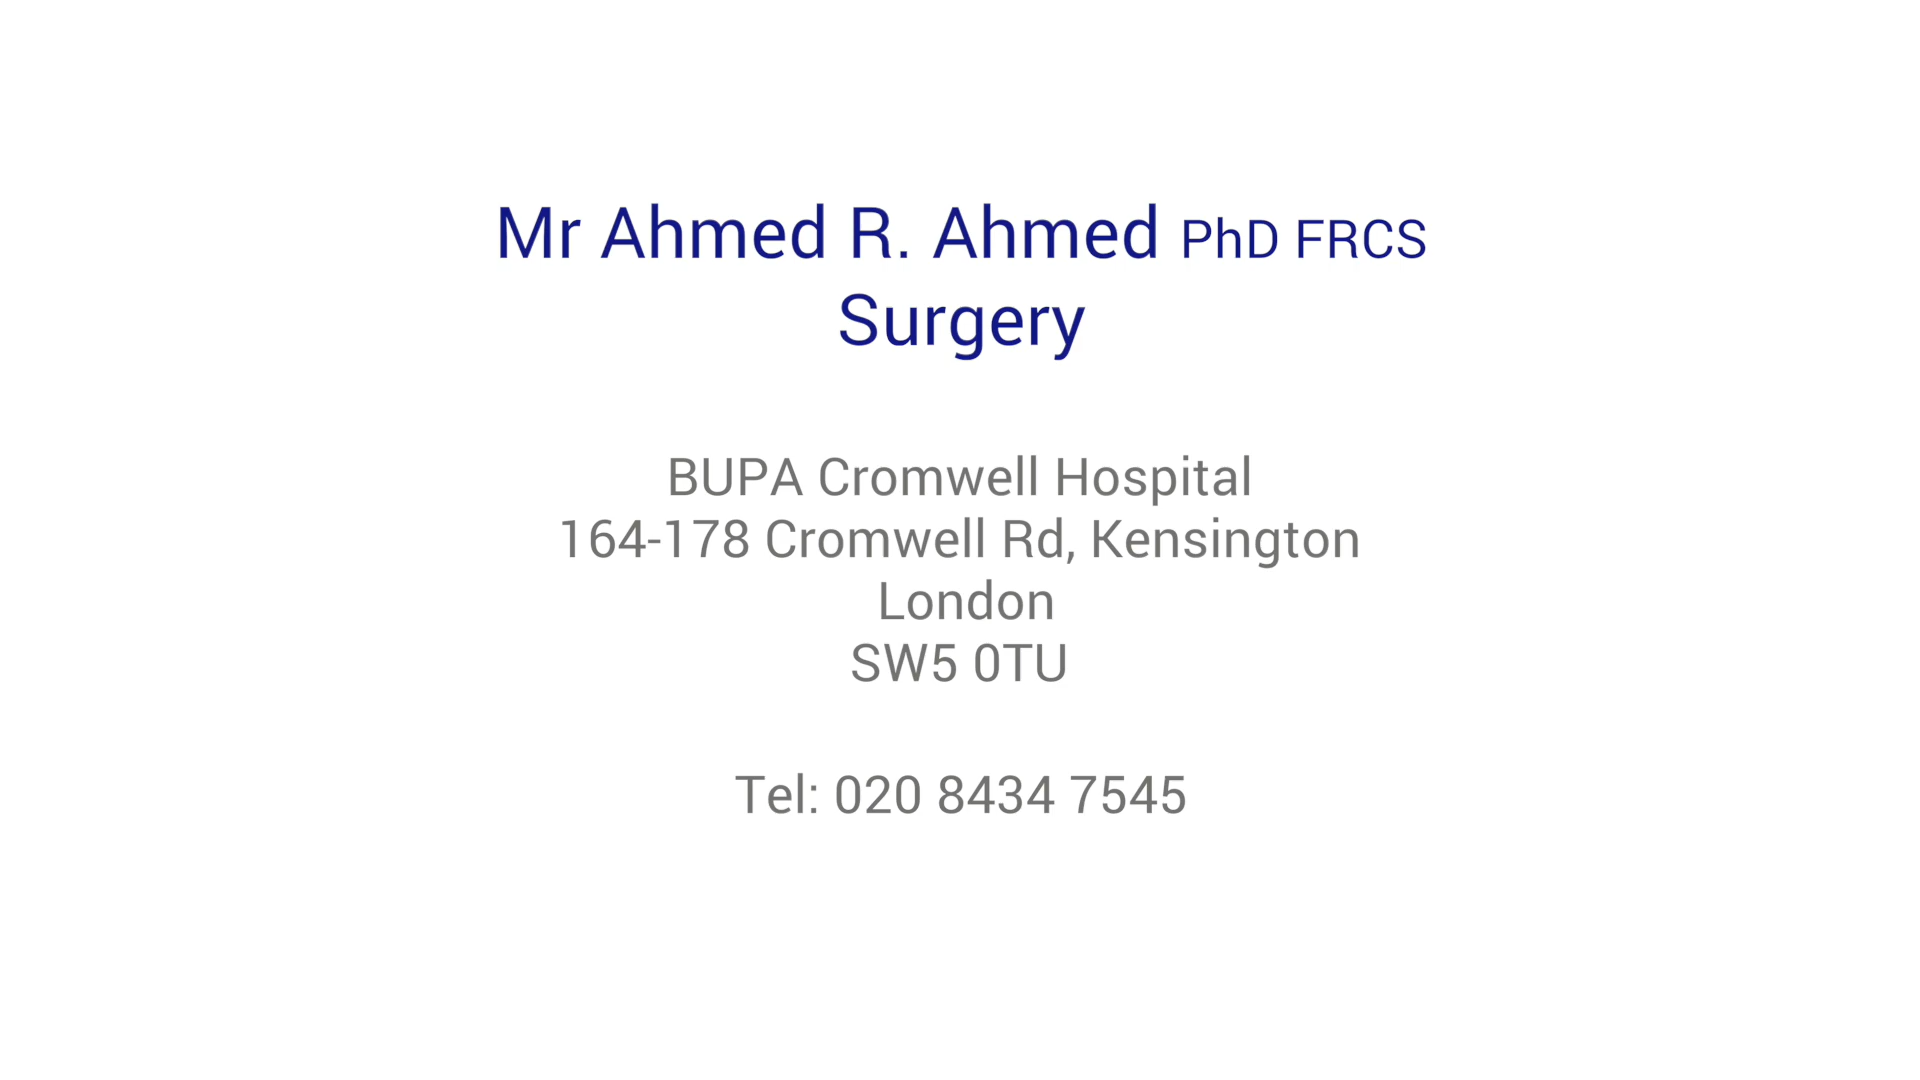 Mr Ahmed R. Ahmed PhD FRCS
Surgery
BUPA Cromwell Hospital
164-178 Cromwell Rd, Kensington
London
SW5 0TU
Tel: 020 8434 7545